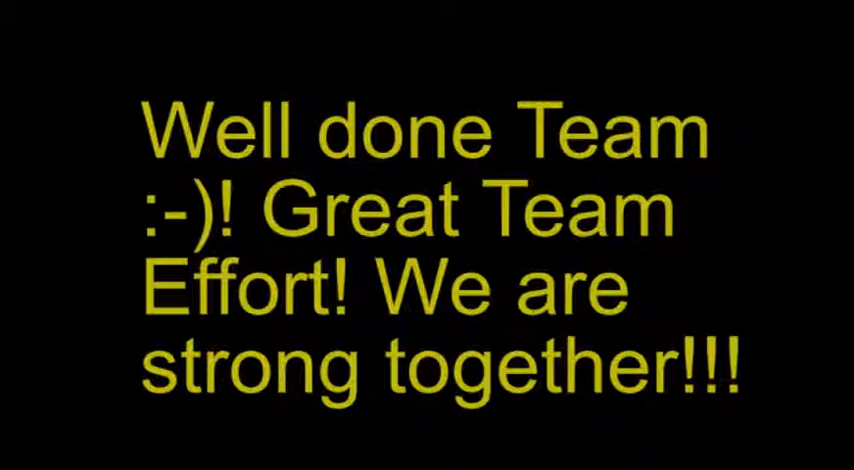 Well done Team
:-)! Great Team
Effort! We are
strong together!!!